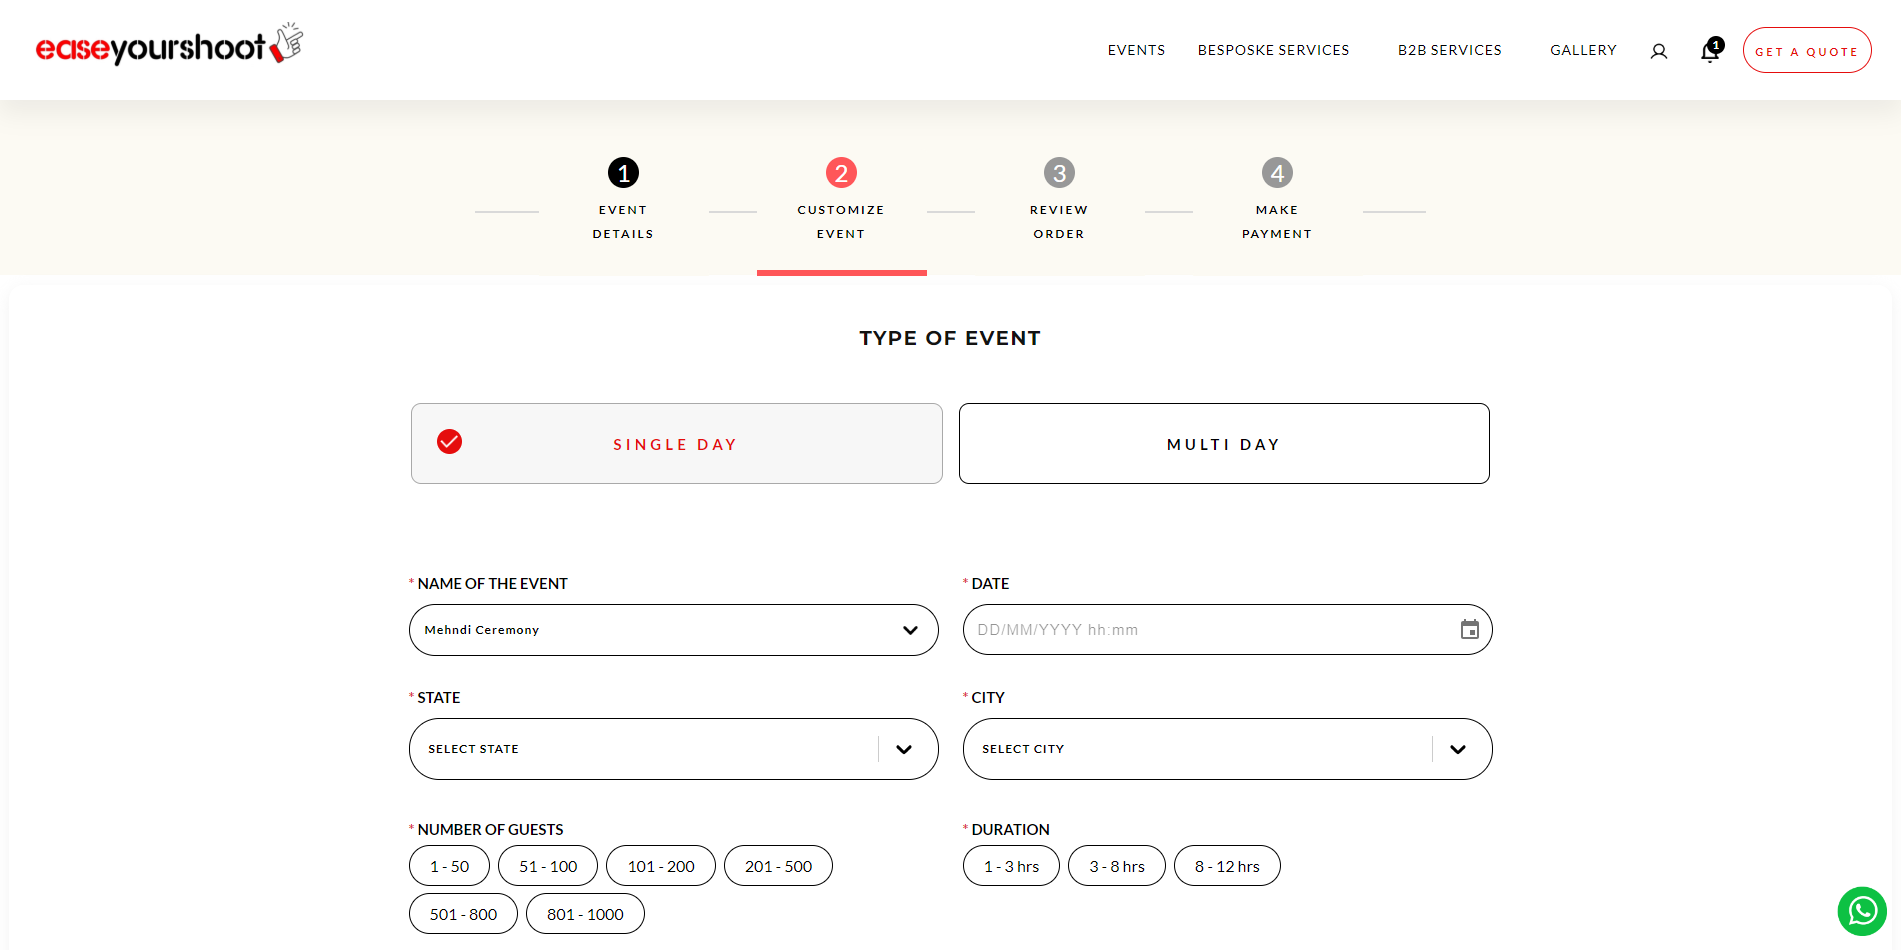 easeyourshoot
EVENTS BESPOKE SERVICES B2B SERVICES GALLERY 1 GET A QUOTE
1 2 3 4
EVENT CUSTOMIZE REVIEW MAKE
DETAILS EVENT ORDER PAYMENT
TYPE OF EVENT
SINGLE DAY MULTI DAY
* NAME OF THE EVENT * DATE
Mehndi Ceremony DD/MM/YYYY hh:mm
* STATE * CITY
SELECT STATE SELECT CITY
* NUMBER OF GUESTS * DURATION
1 - 50 51 - 100 101 - 200 201 - 500 1 - 3 hrs 3 - 8 hrs 8 - 12 hrs
501 - 800 801 - 1000